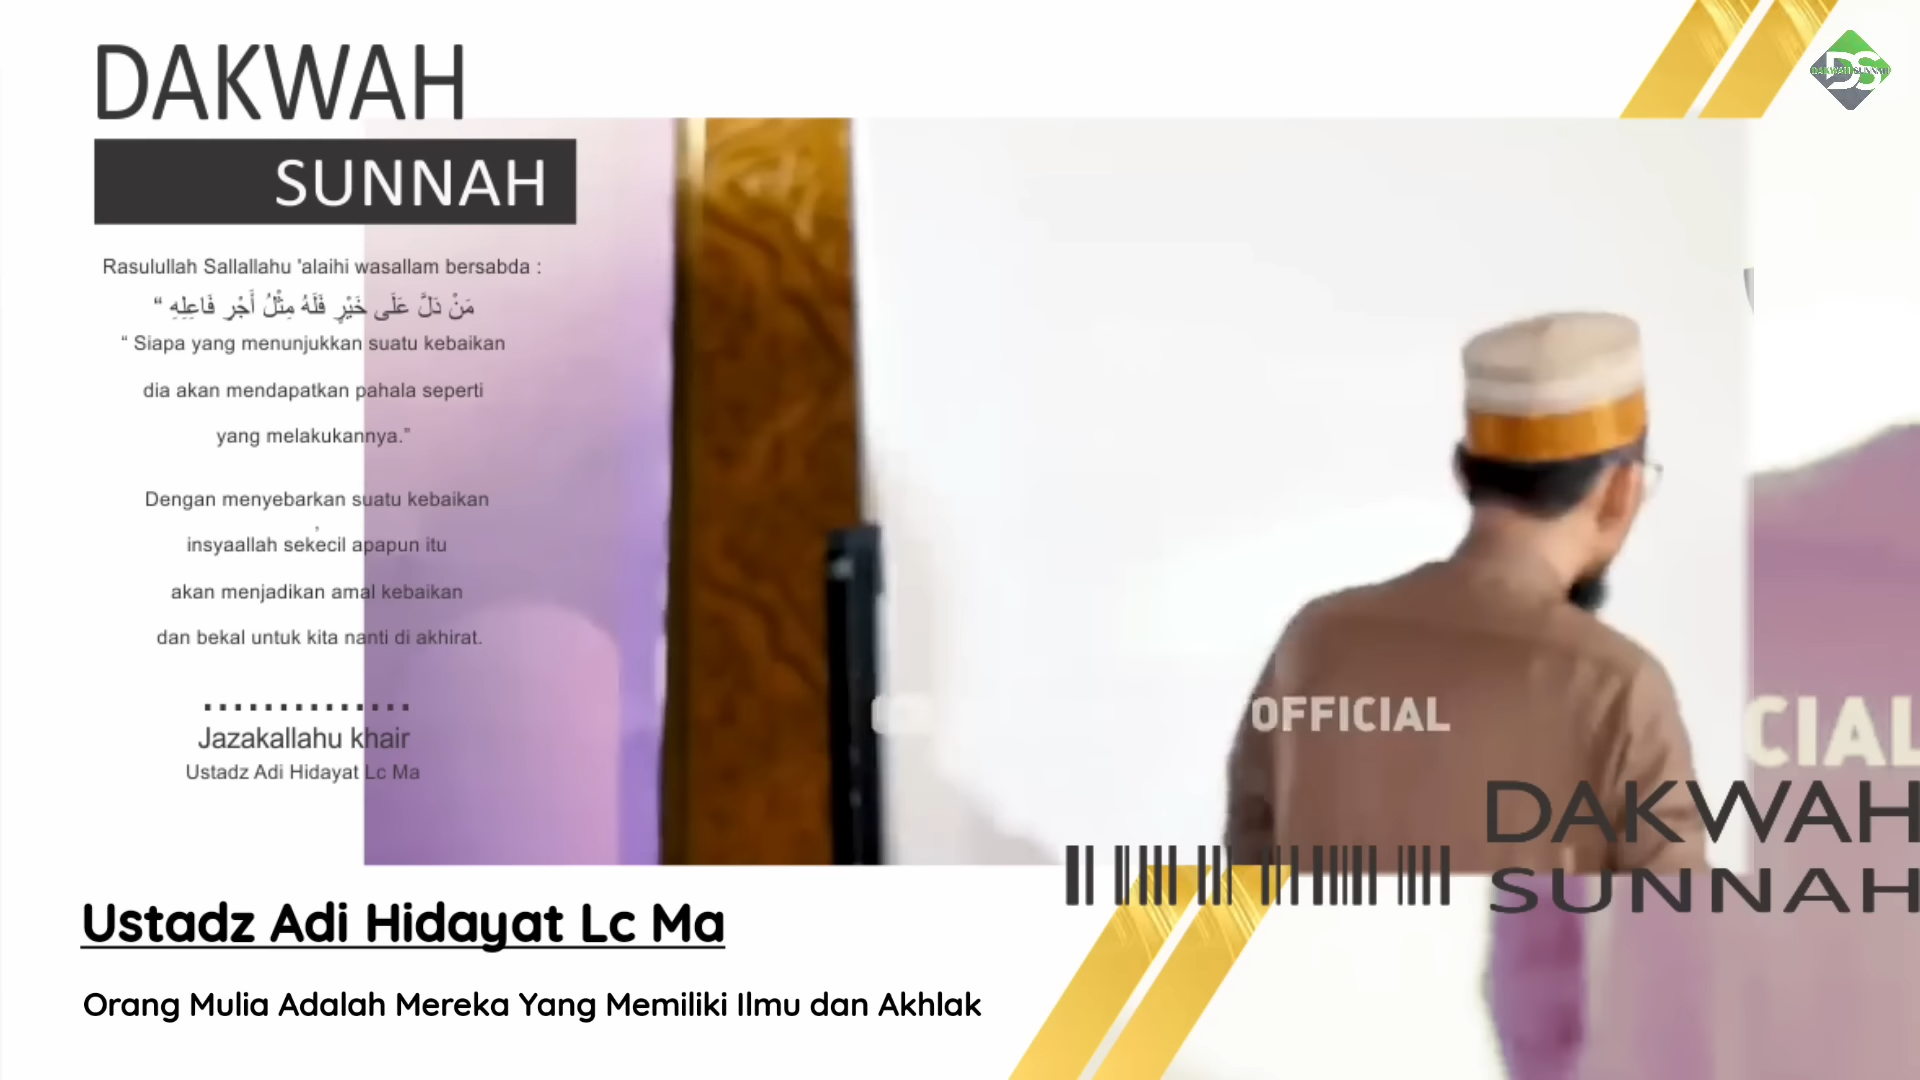 DAKWAH
SUNNAH
Rasulullah Sallallahu 'alaihi wasallam bersabda :
مَنْ دَلَّ عَلَى خَيْرٍ فَلَهُ مِثْلُ أَجْرِ فَاعِلِهِ “
“ Siapa yang menunjukkan suatu kebaikan
dia akan mendapatkan pahala seperti
yang melakukannya.”
Dengan menyebarkan suatu kebaikan
insyaallah sekecil apapun itu
akan menjadikan amal kebaikan
dan bekal untuk kita nanti di akhirat.
Jazakallahu khair
Ustadz Adi Hidayat Lc Ma
OFFICIAL
CIAL
DAKWAH
SUNNAH
Ustadz Adi Hidayat Lc Ma
Orang Mulia Adalah Mereka Yang Memiliki Ilmu dan Akhlak
DS
DAKWAH SUNNAH